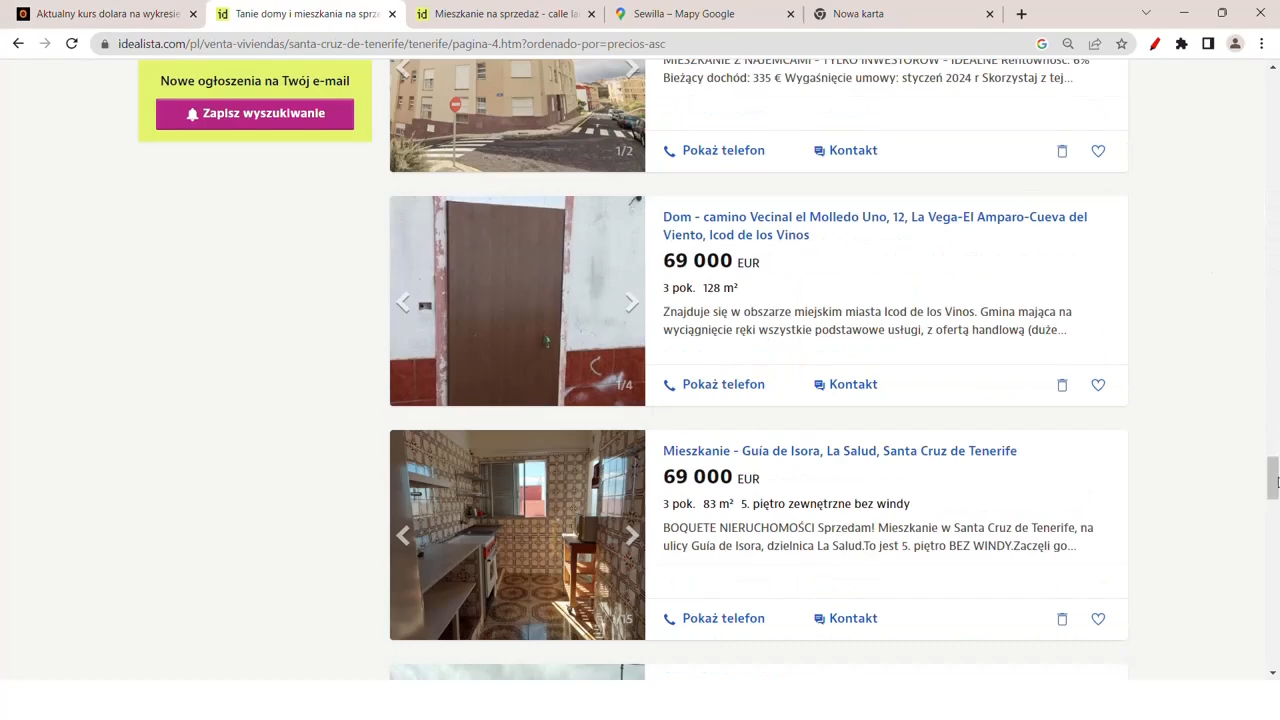 Aktualny kurs dolara na wykresie
Tanie domy i mieszkania na sprze
Mieszkanie na sprzedaż - calle la
Sewilla – Mapy Google
Nowa karta
idealista.com/pl/venta-viviendas/santa-cruz-de-tenerife/tenerife/pagina-4.htm?ordenado-por=precios-asc
Nowe ogłoszenia na Twój e-mail
Zapisz wyszukiwanie
MIESZKANIE Z NAJEMCAMI - TYLKO INWESTORÓW - IDEALNE Rentowność: 6%
Bieżący dochód: 335 € Wygaśnięcie umowy: styczeń 2024 r Skorzystaj z tej...
1/2
Pokaż telefon
Kontakt
Dom - camino Vecinal el Molledo Uno, 12, La Vega-El Amparo-Cueva del
Viento, Icod de los Vinos
69 000 EUR
3 pok. 128 m²
Znajduje się w obszarze miejskim miasta Icod de los Vinos. Gmina mająca na
wyciągnięcie ręki wszystkie podstawowe usługi, z ofertą handlową (duże...
1/4
Pokaż telefon
Kontakt
Mieszkanie - Guía de Isora, La Salud, Santa Cruz de Tenerife
69 000 EUR
3 pok. 83 m² 5. piętro zewnętrzne bez windy
BOQUETE NIERUCHOMOŚCI Sprzedam! Mieszkanie w Santa Cruz de Tenerife, na
ulicy Guía de Isora, dzielnica La Salud.To jest 5. piętro BEZ WINDY.Zaczęli go...
1/15
Pokaż telefon
Kontakt